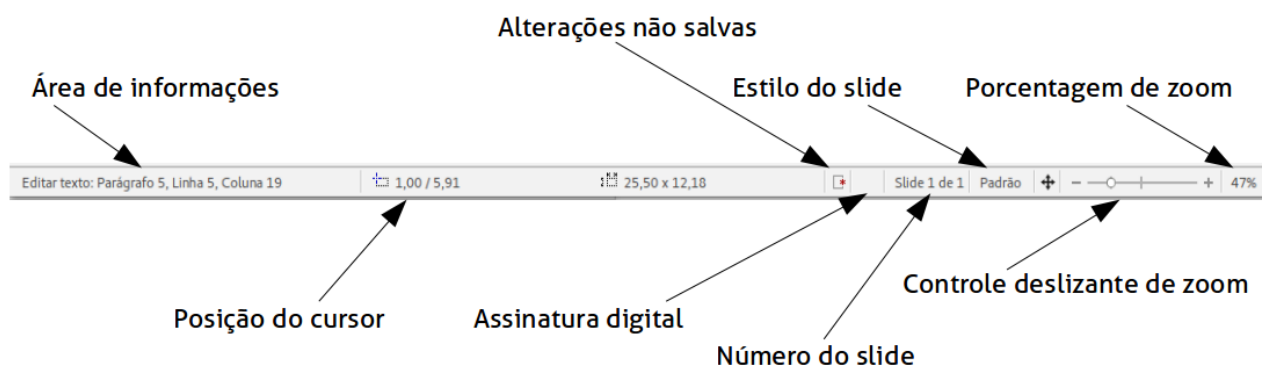 Alterações não salvas
Área de informações
Estilo do slide
Porcentagem de zoom
Editar texto: Parágrafo 5, Linha 5, Coluna 19 1,00 / 5,91 25,50 x 12,18 Slide 1 de 1 Padrão 47%
Controle deslizante de zoom
Posição do cursor
Assinatura digital
Número do slide